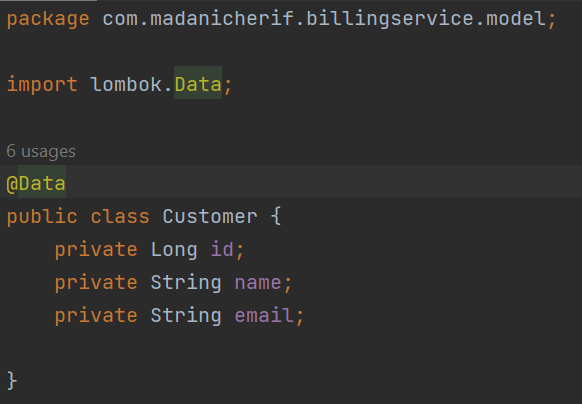 package com.madanicherif.billingservice.model;
import lombok.Data;
6 usages
@Data
public class Customer {
    private Long id;
    private String name;
    private String email;
}